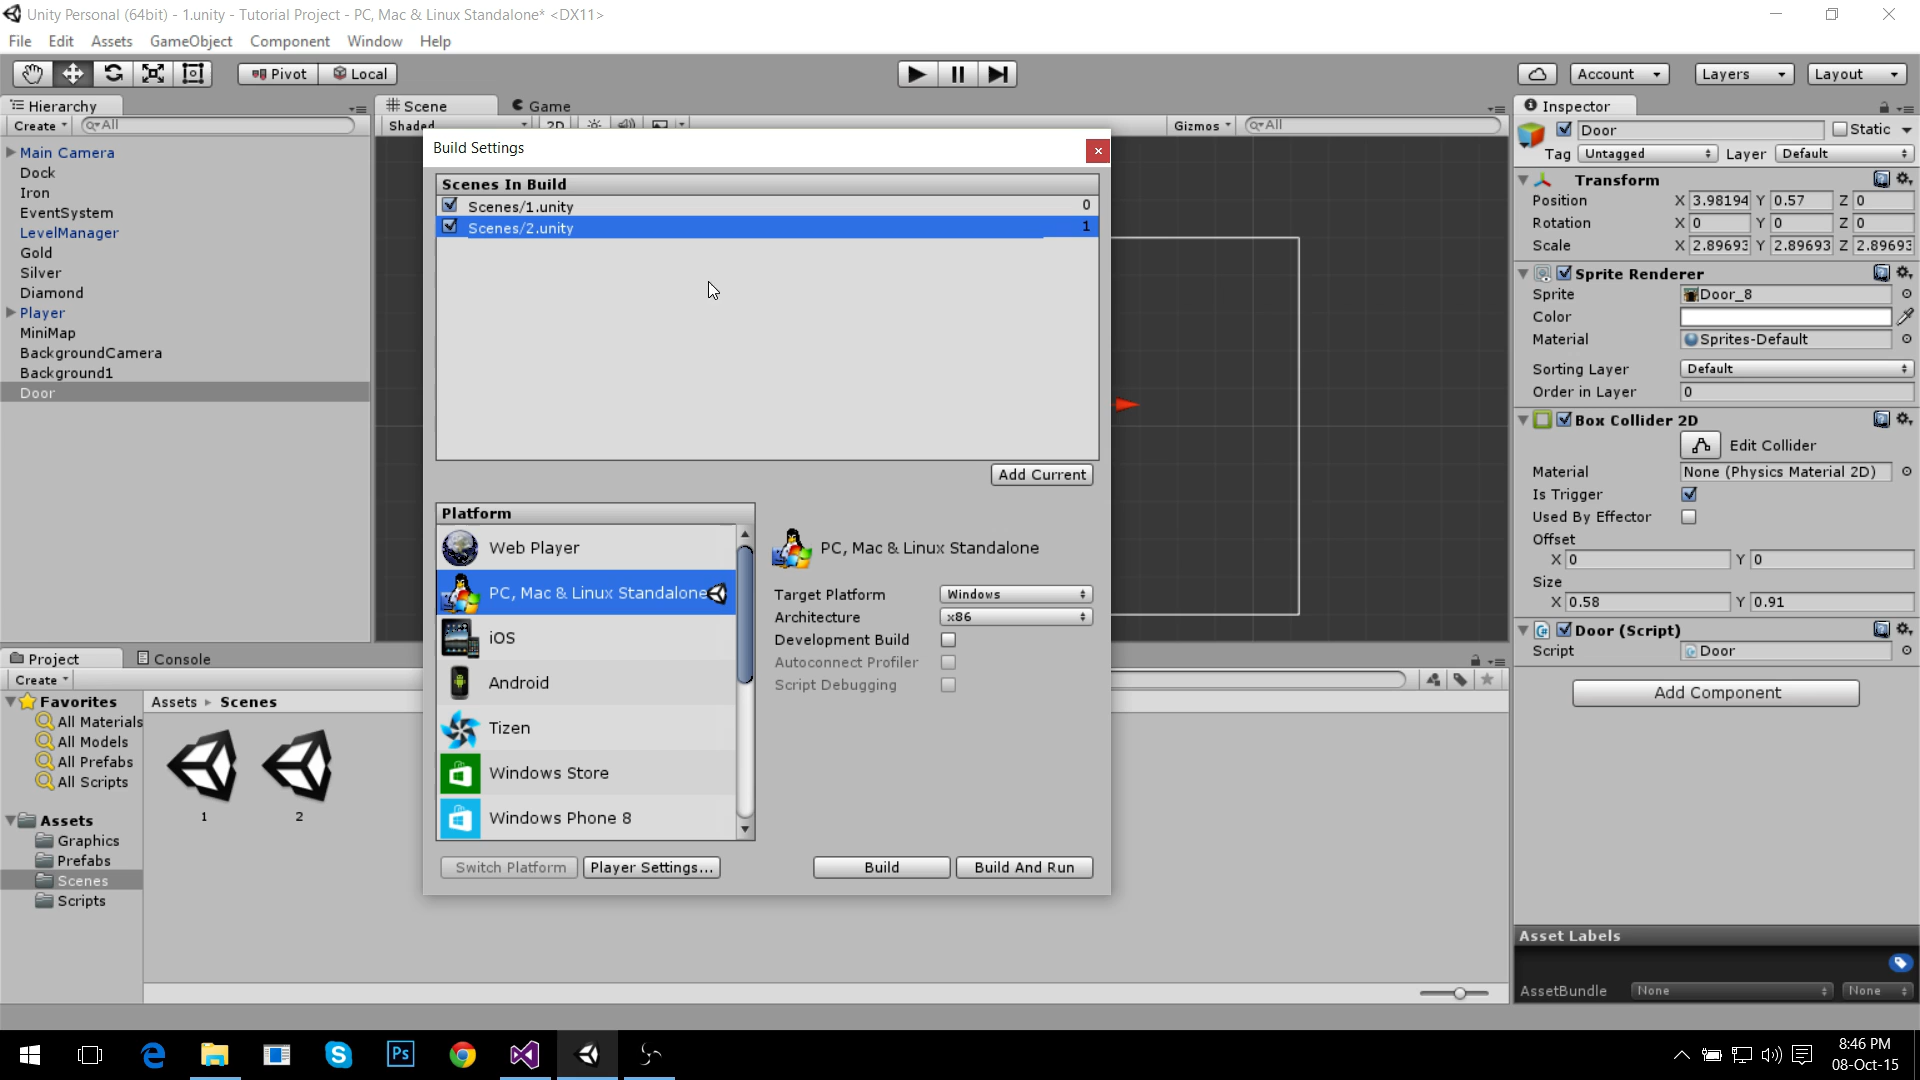 Unity Personal (64bit) - 1.unity - Tutorial Project - PC, Mac & Linux Standalone* <DX11>
File Edit Assets GameObject Component Window Help
Pivot Local
Account Layers Layout
Hierarchy
Create All
Main Camera
Dock
Iron
EventSystem
LevelManager
Gold
Silver
Diamond
Player
MiniMap
BackgroundCamera
Background1
Door
Scene Game
Shaded 2D Gizmos All
Build Settings
Scenes In Build
Scenes/1.unity 0
Scenes/2.unity 1
Add Current
Platform
Web Player
PC, Mac & Linux Standalone
iOS
Android
Tizen
Windows Store
Windows Phone 8
PC, Mac & Linux Standalone
Target Platform Windows
Architecture x86
Development Build
Autoconnect Profiler
Script Debugging
Switch Platform Player Settings... Build Build And Run
Inspector
Door Static
Tag Untagged Layer Default
Transform
Position X 3.98194 Y 0.57 Z 0
Rotation X 0 Y 0 Z 0
Scale X 2.89693 Y 2.89693 Z 2.89693
Sprite Renderer
Sprite Door_8
Color
Material Sprites-Default
Sorting Layer Default
Order in Layer 0
Box Collider 2D
Edit Collider
Material None (Physics Material 2D)
Is Trigger
Used By Effector
Offset
X 0 Y 0
Size
X 0.58 Y 0.91
Door (Script)
Script Door
Add Component
Asset Labels
AssetBundle None None
Project Console
Create
Favorites
All Materials
All Models
All Prefabs
All Scripts
Assets
Graphics
Prefabs
Scenes
Scripts
Assets Scenes
1 2
Ps
8:46 PM
08-Oct-15